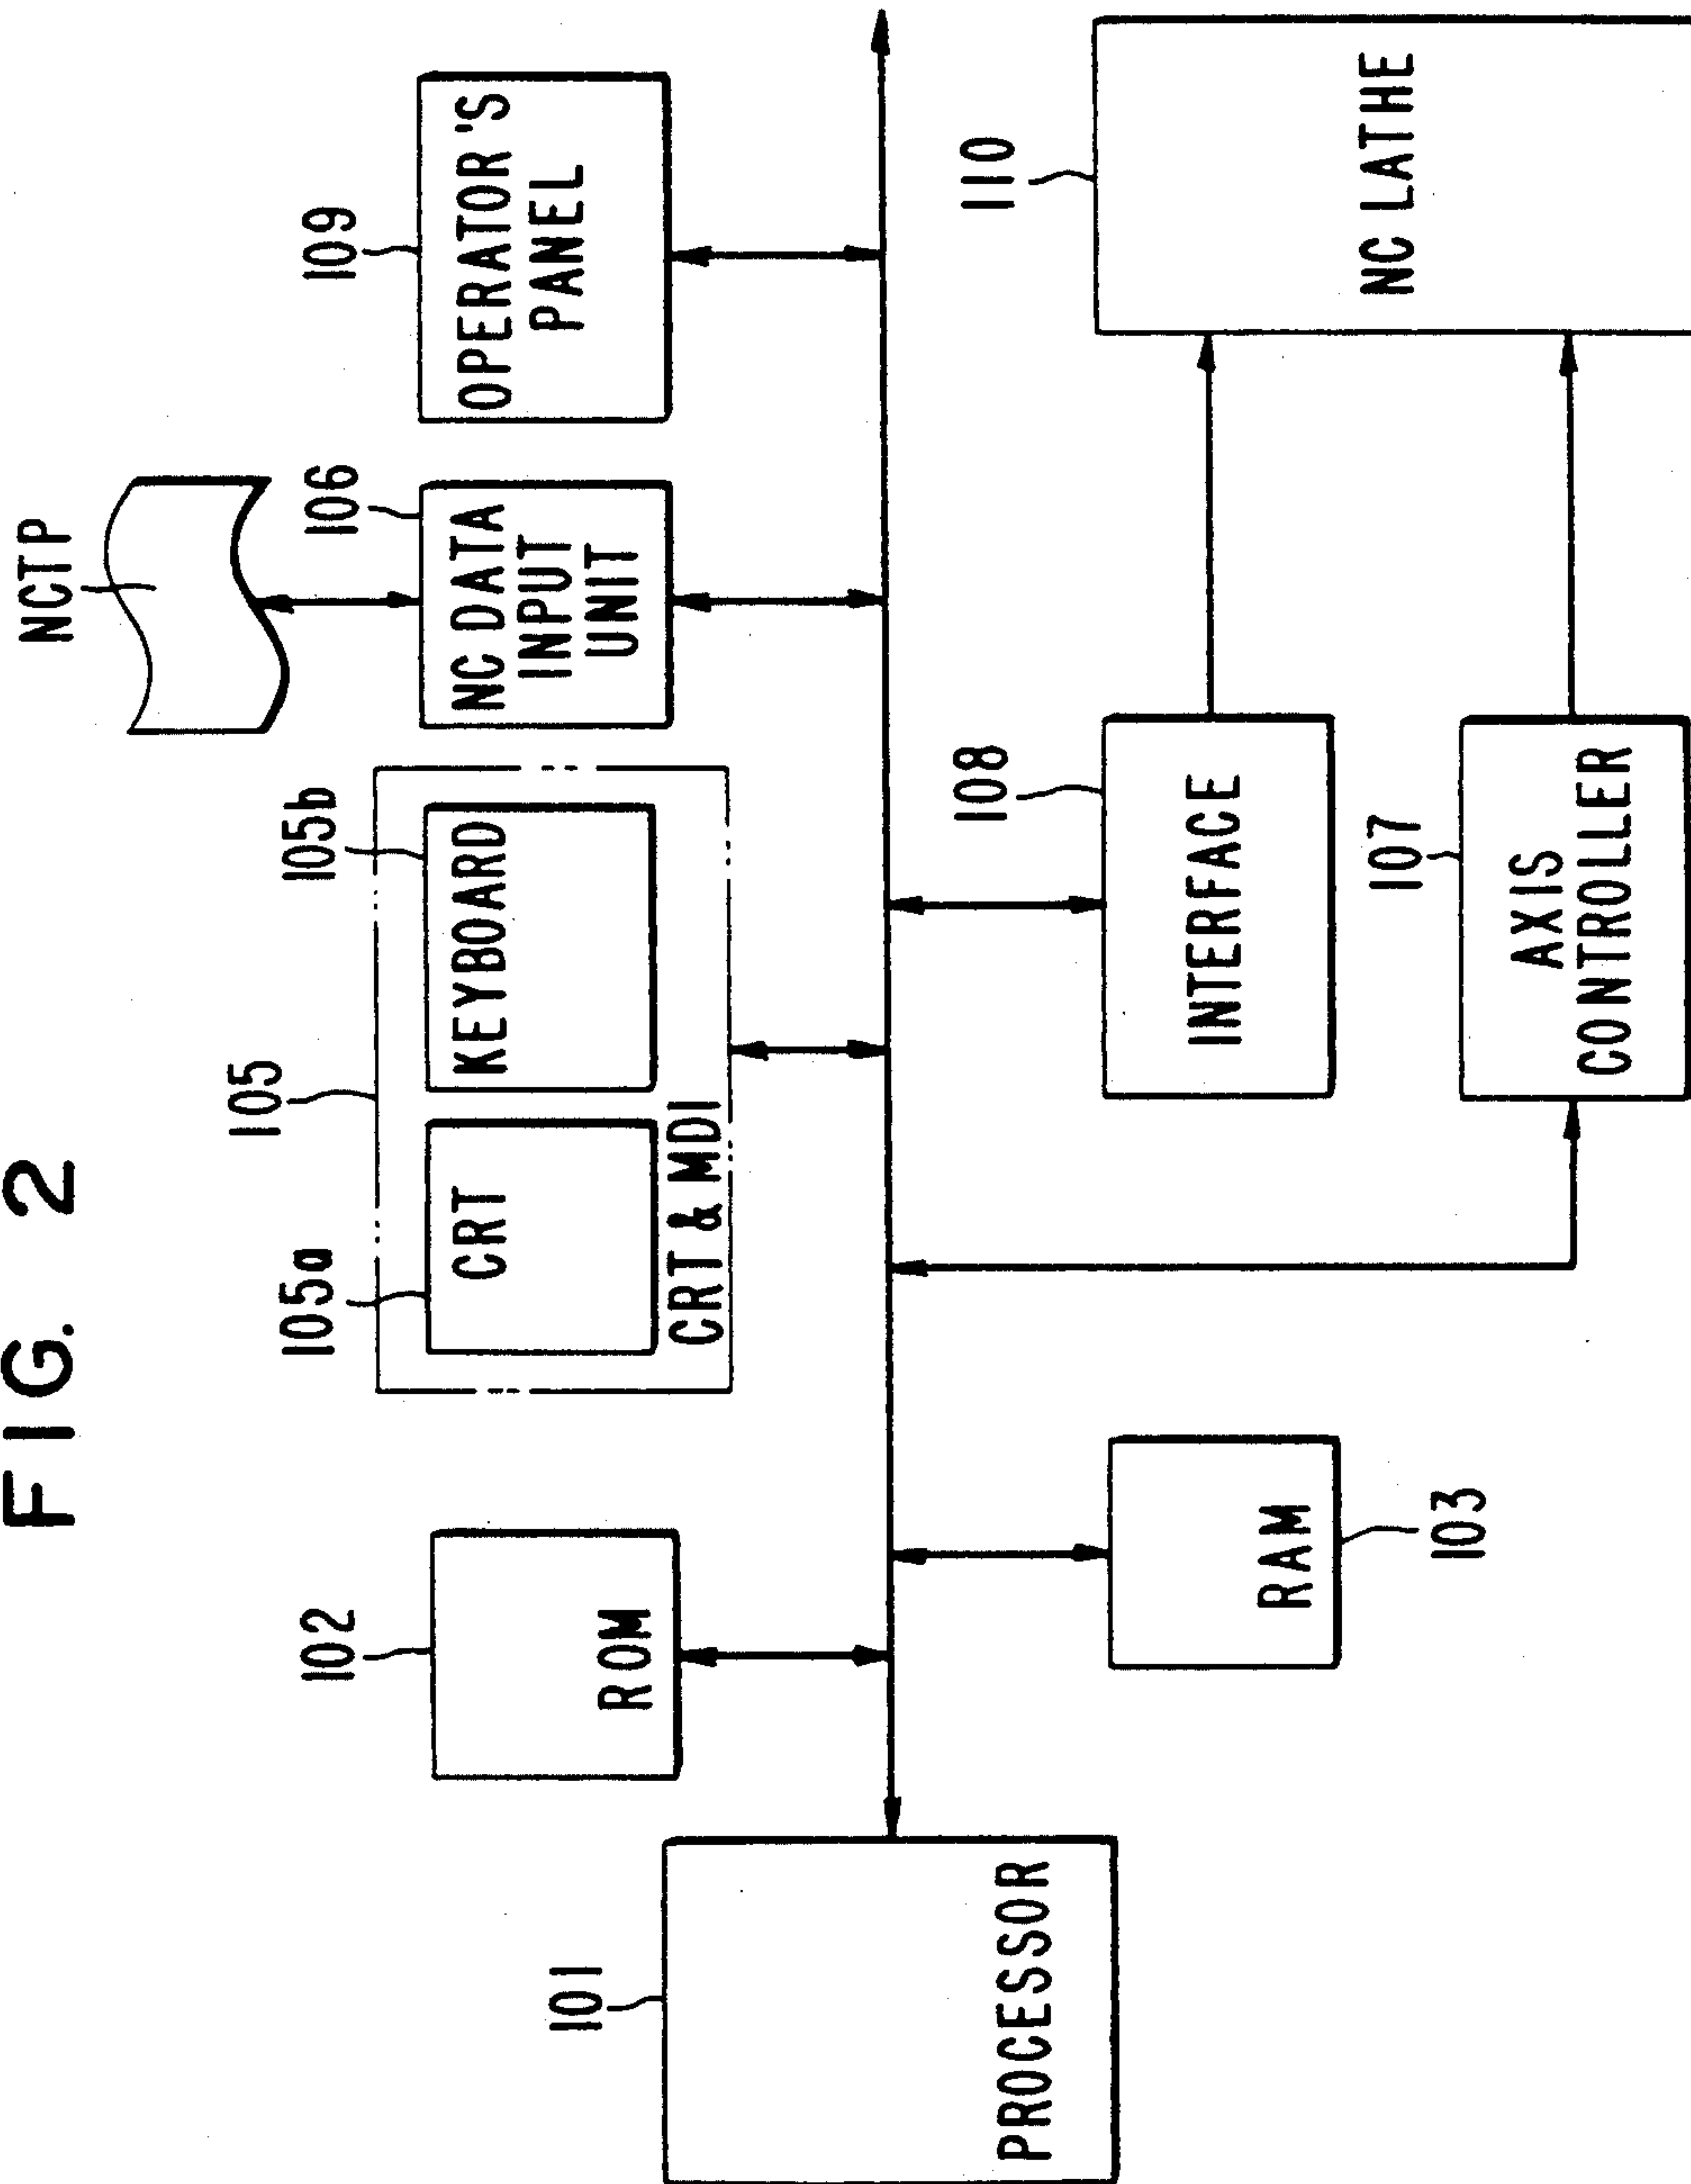 FIG. 2
NCTP
105
105a
105b
106
109
102
CRT
KEYBOARD
NC DATA
INPUT
UNIT
OPERATOR'S
PANEL
ROM
CRT & MDI
101
PROCESSOR
108
110
INTERFACE
NC LATHE
RAM
103
107
AXIS
CONTROLLER